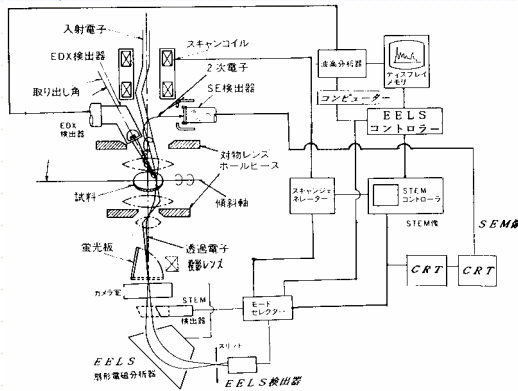 入射電子
EDX検出器
取り出し角
スキャンコイル
2次電子
SE検出器
EDX
検出器
波高分析器
ディスプレイ
メモリ
コンピューター
EELS
コントローラー
対物レンズ
ポールピース
試料
傾斜軸
スキャンジェ
ネレーター
STEM
コントローラ
STEM像
SEM像
CRT
CRT
透過電子
蛍光板
投影レンズ
カメラ室
STEM
検出器
モード
セレクター
EELS
扇形電磁分析器
スリット
EELS検出器